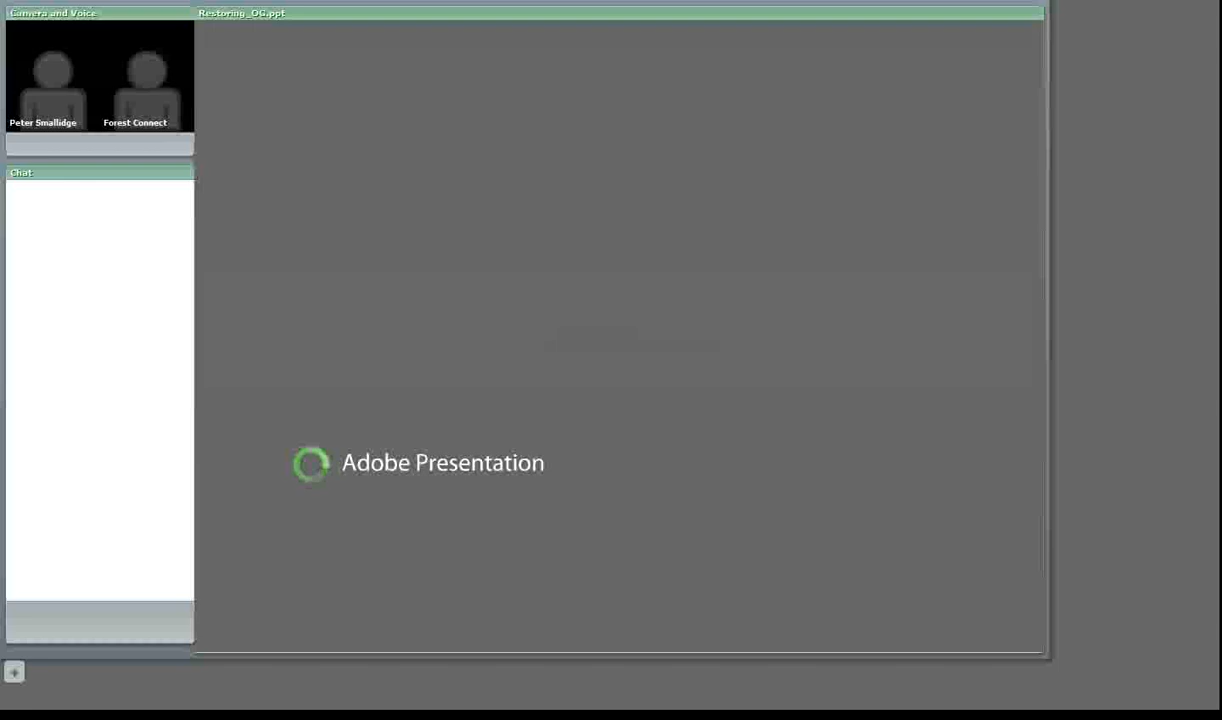 Camera and Voice
Restoring_OG.ppt
Peter Smallidge
Forest Connect
Chat
Adobe Presentation